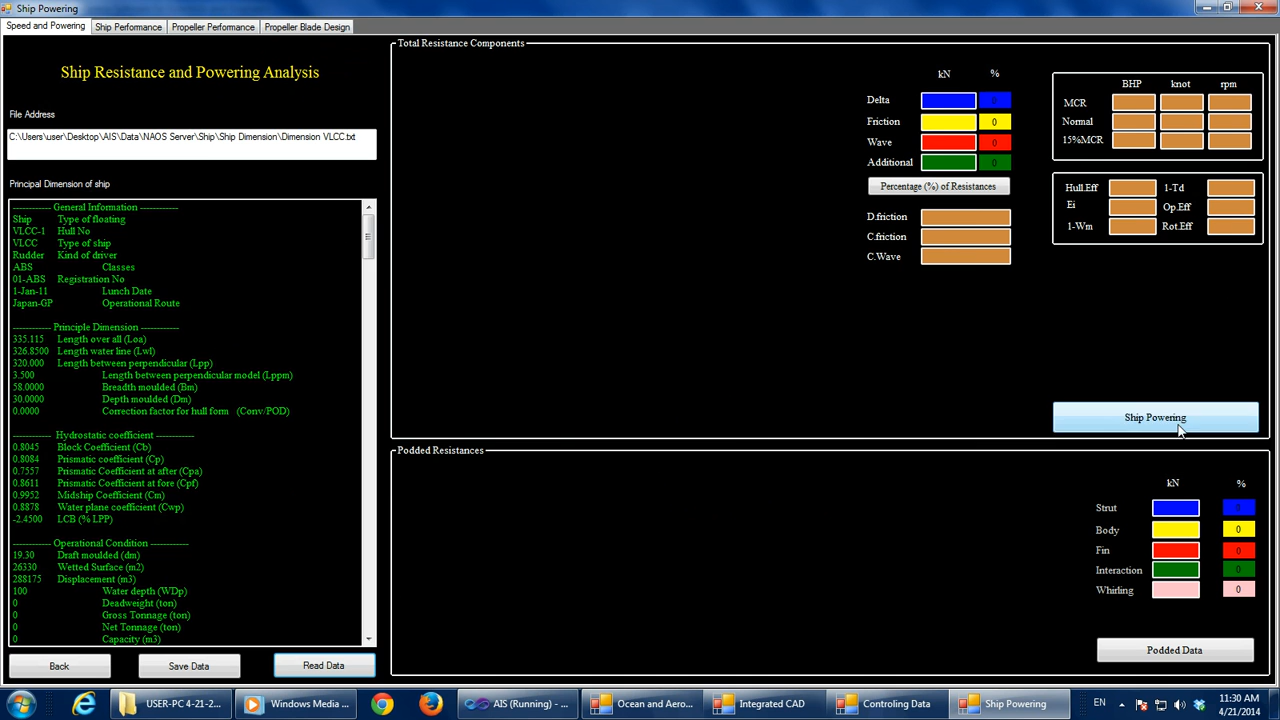 Ship Powering
Speed and Powering Ship Performance Propeller Performance Propeller Blade Design
Ship Resistance and Powering Analysis
File Address
C:\Users\user\Desktop\AIS\Data\NAOS Server\Ship\Ship Dimension\Dimension VLCC.txt
Principal Dimension of ship
------------ General Information ------------
Ship Type of floating
VLCC-1 Hull No
VLCC Type of ship
Rudder Kind of driver
ABS Classes
01-ABS Registration No
1-Jan-11 Lunch Date
Japan-GP Operational Route
------------ Principle Dimension ------------
335.115 Length over all (Loa)
326.8500 Length water line (Lwl)
320.000 Length between perpendicular (Lpp)
3.500 Length between perpendicular model (Lppm)
58.0000 Breadth moulded (Bm)
30.0000 Depth moulded (Dm)
0.0000 Correction factor for hull form (Conv/POD)
------------ Hydrostatic coefficient ------------
0.8045 Block Coefficient (Cb)
0.8084 Prismatic coefficient (Cp)
0.7557 Prismatic Coefficient at after (Cpa)
0.8611 Prismatic Coefficient at fore (Cpf)
0.9952 Midship Coefficient (Cm)
0.8878 Water plane coefficient (Cwp)
-2.4500 LCB (% LPP)
------------ Operational Condition ------------
19.30 Draft moulded (dm)
26330 Wetted Surface (m2)
288175 Displacement (m3)
100 Water depth (WDp)
0 Deadweight (ton)
0 Gross Tonnage (ton)
0 Net Tonnage (ton)
0 Capacity (m3)
Back Save Data Read Data
Total Resistance Components
kN %
Delta 0
Friction 0
Wave 0
Additional 0
Percentage (%) of Resistances
D.friction
C.friction
C.Wave
BHP knot rpm
MCR
Normal
15%MCR
Hull.Eff 1-Td
Ei Op.Eff
1-Wm Rot.Eff
Ship Powering
Podded Resistances
kN %
Strut 0
Body 0
Fin 0
Interaction 0
Whirling 0
Podded Data
USER-PC 4-21-2... Windows Media ... AIS (Running) - ... Ocean and Aero... Integrated CAD Controling Data Ship Powering EN 11:30 AM
4/21/2014